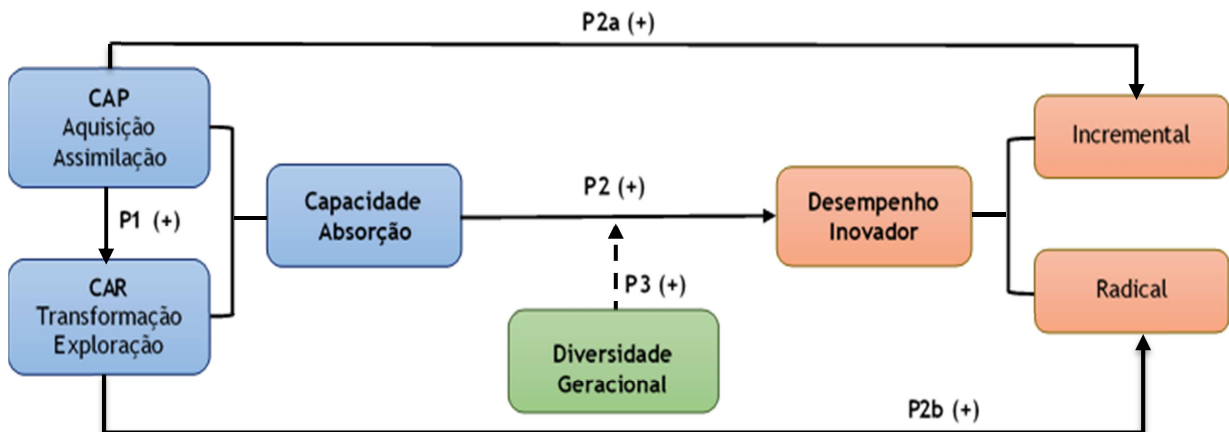 P2a (+)
CAP
Aquisição
Assimilação
Incremental
Capacidade
Absorção
P2 (+)
Desempenho
Inovador
P1 (+)
P3 (+)
CAR
Transformação
Exploração
Radical
Diversidade
Geracional
P2b (+)